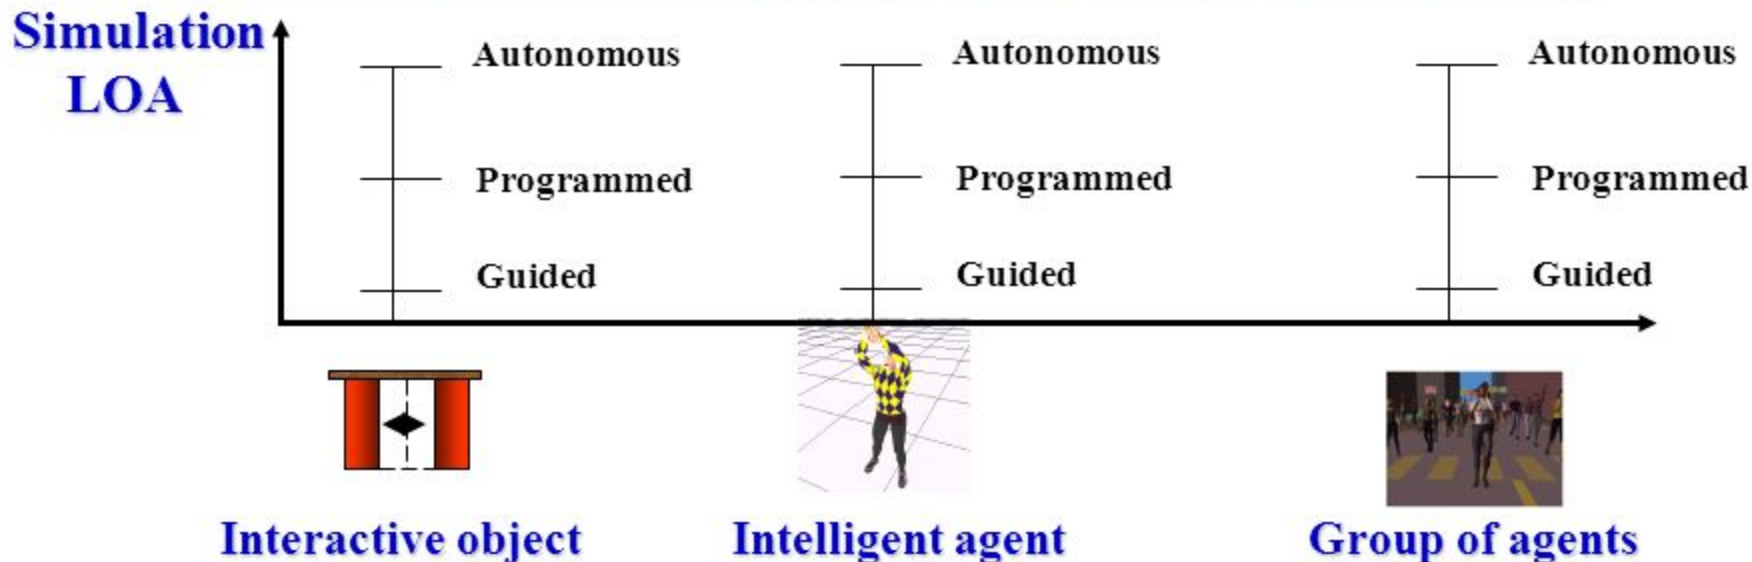 Simulation
LOA
Autonomous
Programmed
Guided
Autonomous
Programmed
Guided
Autonomous
Programmed
Guided
Interactive object
Intelligent agent
Group of agents